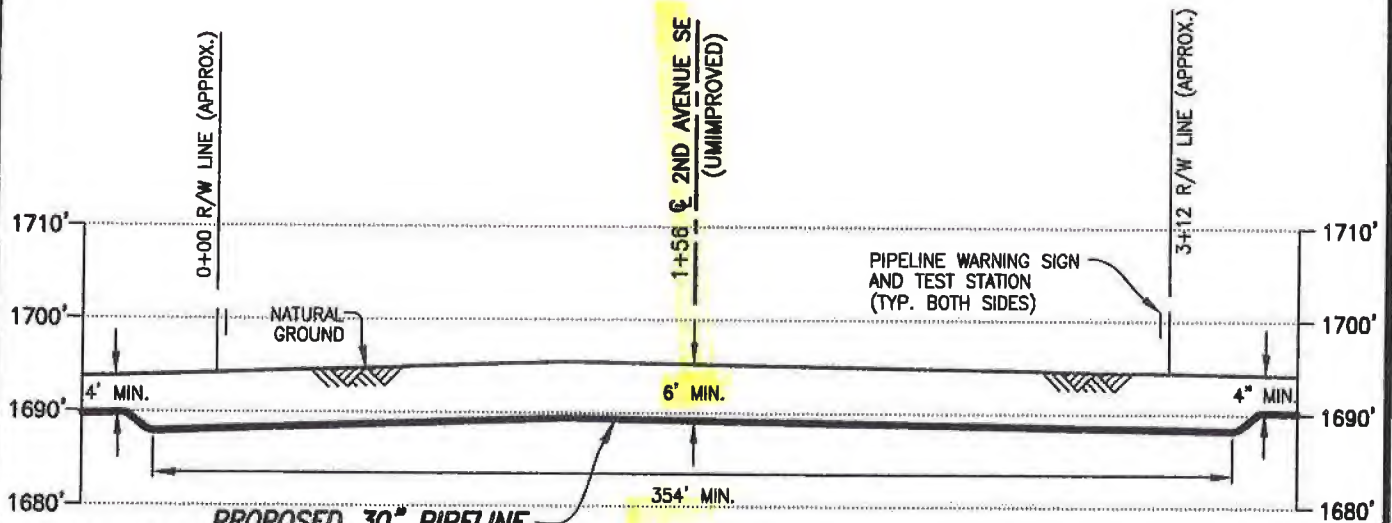 0+00 R/W LINE (APPROX.)
1+56 ℄ 2ND AVENUE SE
(UMIMPROVED)
3+12 R/W LINE (APPROX.)
1710'
1710'
PIPELINE WARNING SIGN
AND TEST STATION
(TYP. BOTH SIDES)
1700'
1700'
NATURAL
GROUND
4' MIN.
6' MIN.
4" MIN.
1690'
1690'
354' MIN.
1680'
1680'
PROPOSED 30" PIPELINE